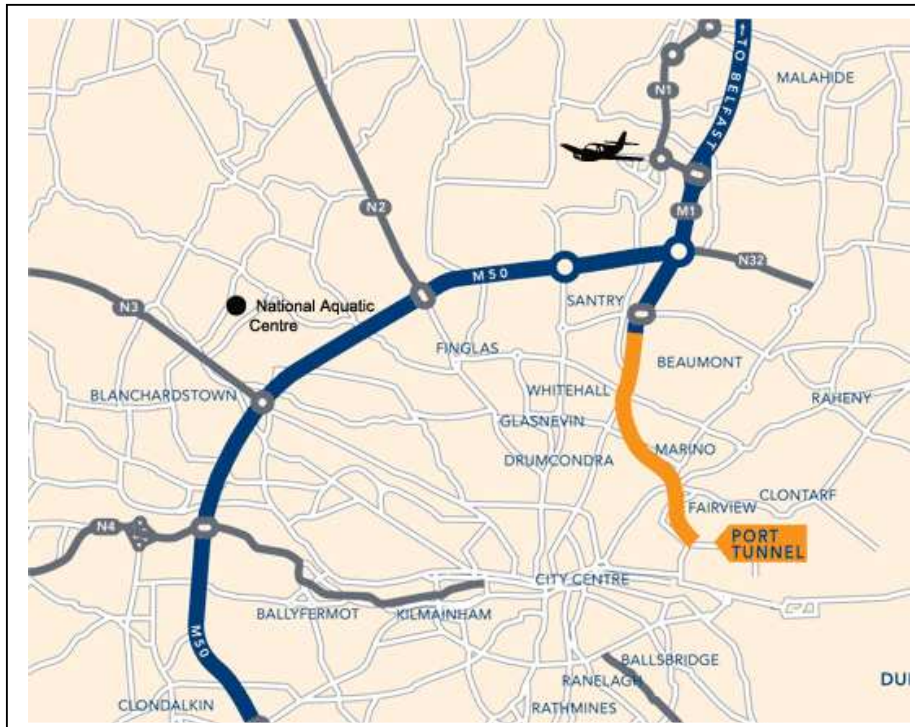 ←TO BELFAST
MALAHIDE
N1
N2
M1
M50
N32
N3
National Aquatic
Centre
SANTRY
FINGLAS
BEAUMONT
BLANCHARDSTOWN
WHITEHALL
RAHENY
GLASNEVIN
MARINO
DRUMCONDRA
CLONTARF
FAIRVIEW
N4
PORT
TUNNEL
CITY CENTRE
BALLYFERMOT
KILMAINHAM
M50
BALLSBRIDGE
RANELAGH
DU
CLONDALKIN
RATHMINES